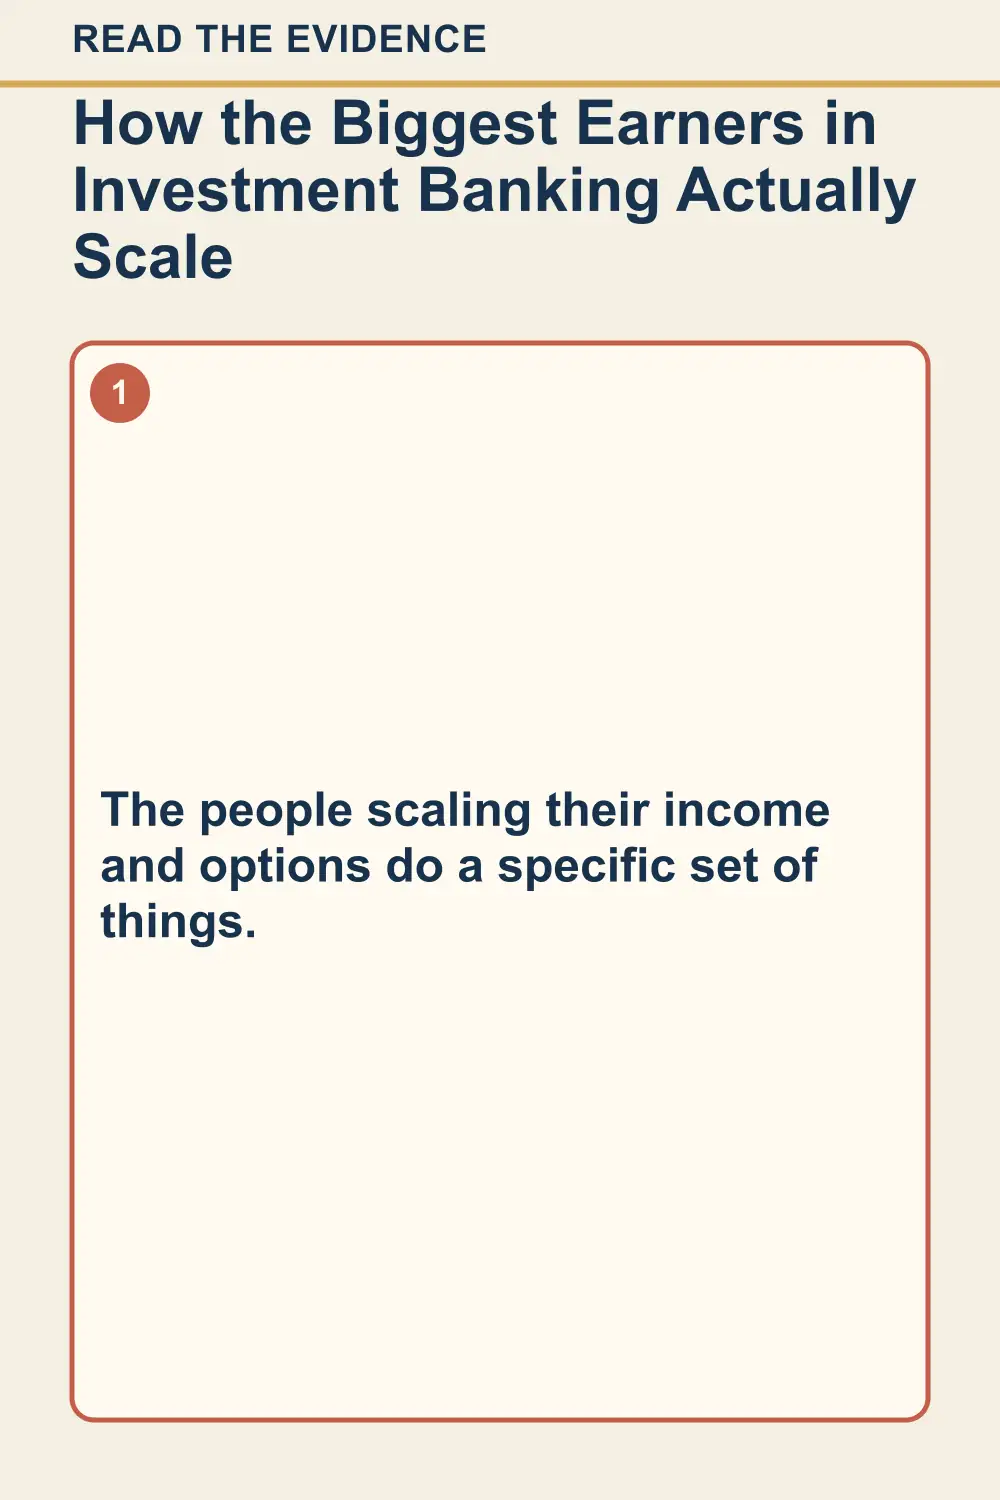 READ THE EVIDENCE
How the Biggest Earners in
Investment Banking Actually
Scale
1
The people scaling their income
and options do a specific set of
things.